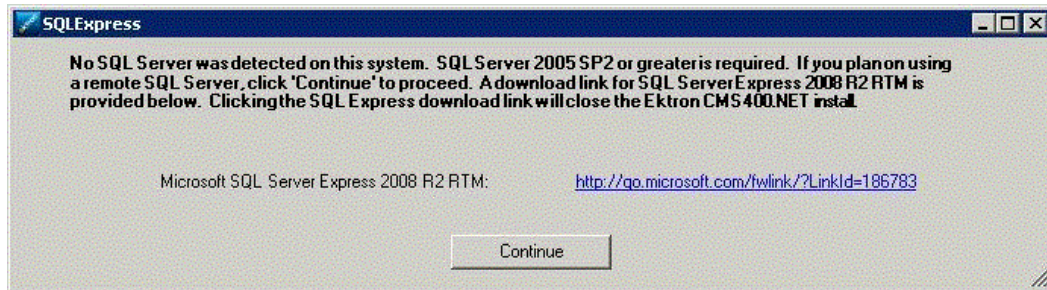 SQLExpress
No SQL Server was detected on this system. SQL Server 2005 SP2 or greater is required. If you plan on using
a remote SQL Server, click 'Continue' to proceed. A download link for SQL Server Express 2008 R2 RTM is
provided below. Clicking the SQL Express download link will close the Ektron CMS400.NET install.
Microsoft SQL Server Express 2008 R2 RTM: http://go.microsoft.com/fwlink/?LinkId=186783
Continue